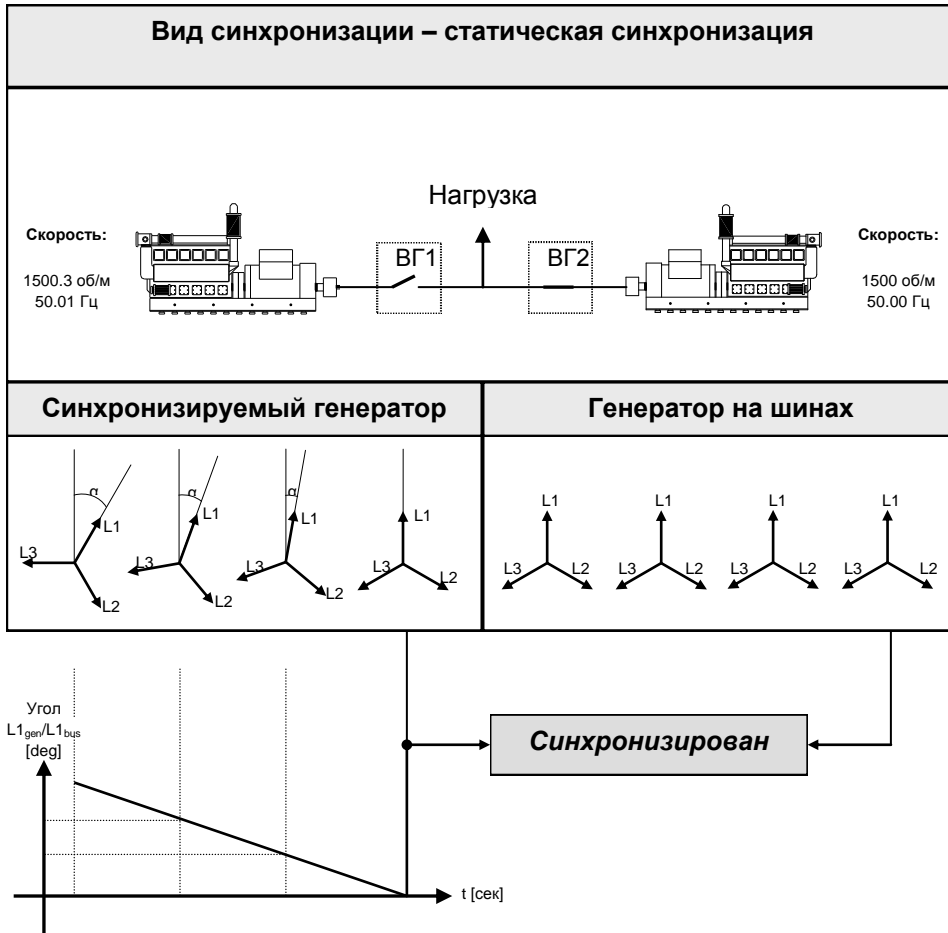 Вид синхронизации – статическая синхронизация
Нагрузка
Скорость:
1500.3 об/м
50.01 Гц
ВГ1
ВГ2
Скорость:
1500 об/м
50.00 Гц
Синхронизируемый генератор
Генератор на шинах
α
L1
L3
L2
α
L1
L3
L2
α
L1
L3
L2
L1
L3
L2
L1
L3
L2
L1
L3
L2
L1
L3
L2
L1
L3
L2
Угол
L1gen/L1bus
[deg]
Синхронизирован
t [сек]